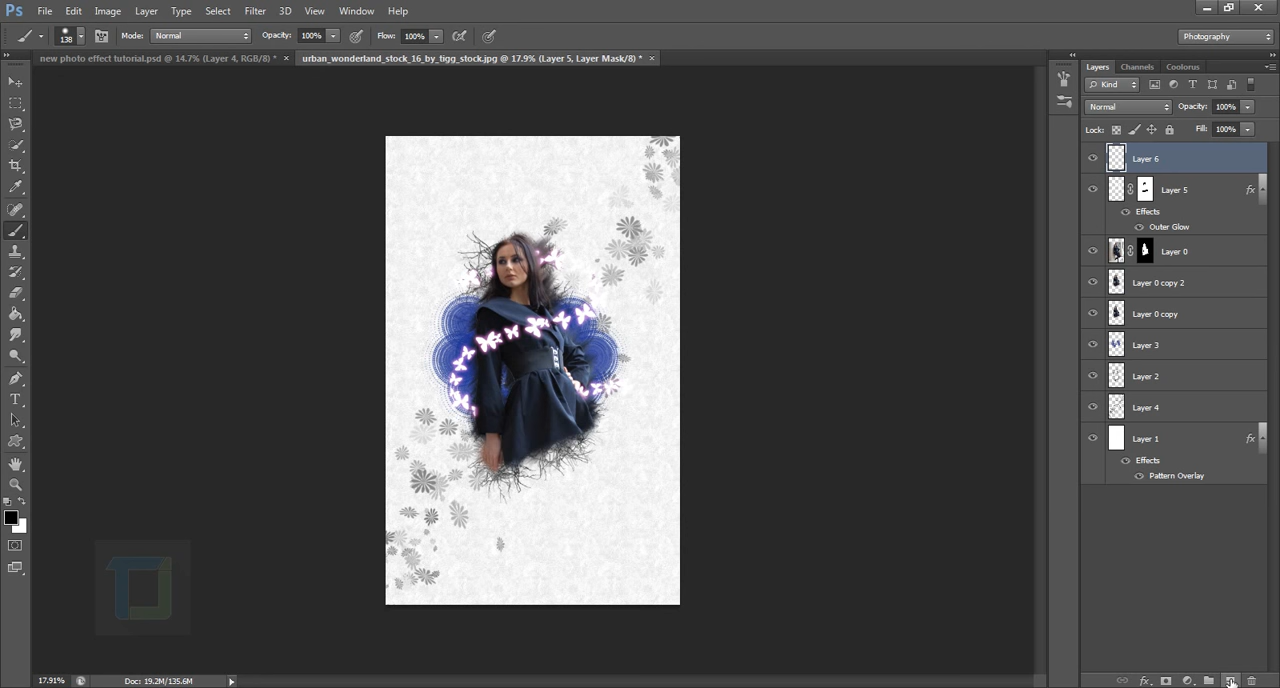 Ps File Edit Image Layer Type Select Filter 3D View Window Help
138 Mode: Normal Opacity: 100% Flow: 100% Photography
new photo effect tutorial.psd @ 14.7% (Layer 4, RGB/8) * × urban_wonderland_stock_16_by_tigg_stock.jpg @ 17.9% (Layer 5, Layer Mask/8) * ×
Layers Channels Coolorus
Kind
Normal Opacity: 100%
Lock: Fill: 100%
Layer 6
Layer 5 fx
Effects
Outer Glow
Layer 0
Layer 0 copy 2
Layer 0 copy
Layer 3
Layer 2
Layer 4
Layer 1 fx
Effects
Pattern Overlay
17.91% Doc: 19.2M/135.6M
fx